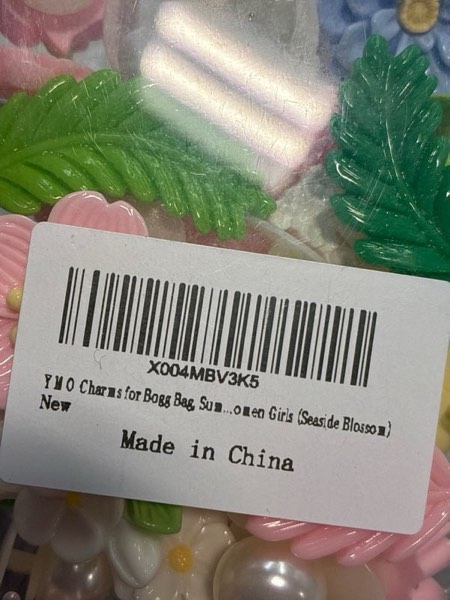 X004MBV3K5
YMO Charms for Bogg Bag, Sum...omen Girls (Seaside Blossom)
New
Made in China